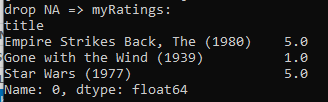 drop NA => myRatings:
title
Empire Strikes Back, The (1980)    5.0
Gone with the Wind (1939)          1.0
Star Wars (1977)                   5.0
Name: 0, dtype: float64